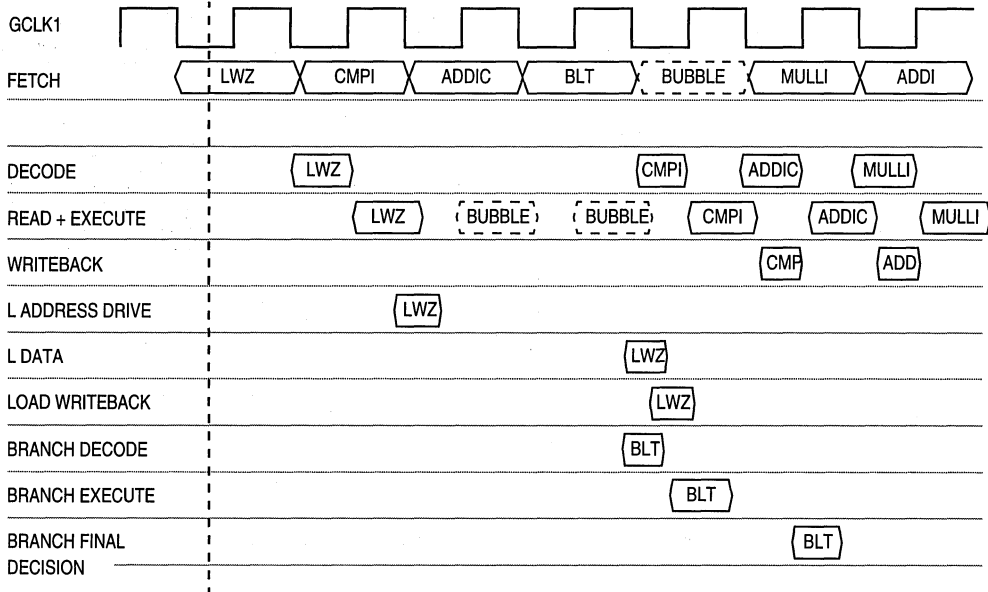 GCLK1
FETCH LWZ CMPI ADDIC BLT BUBBLE MULLI ADDI
DECODE LWZ CMPI ADDIC MULLI
READ + EXECUTE LWZ BUBBLE BUBBLE CMPI ADDIC MULLI
WRITEBACK CMP ADD
L ADDRESS DRIVE LWZ
L DATA LWZ
LOAD WRITEBACK LWZ
BRANCH DECODE BLT
BRANCH EXECUTE BLT
BRANCH FINAL BLT
DECISION